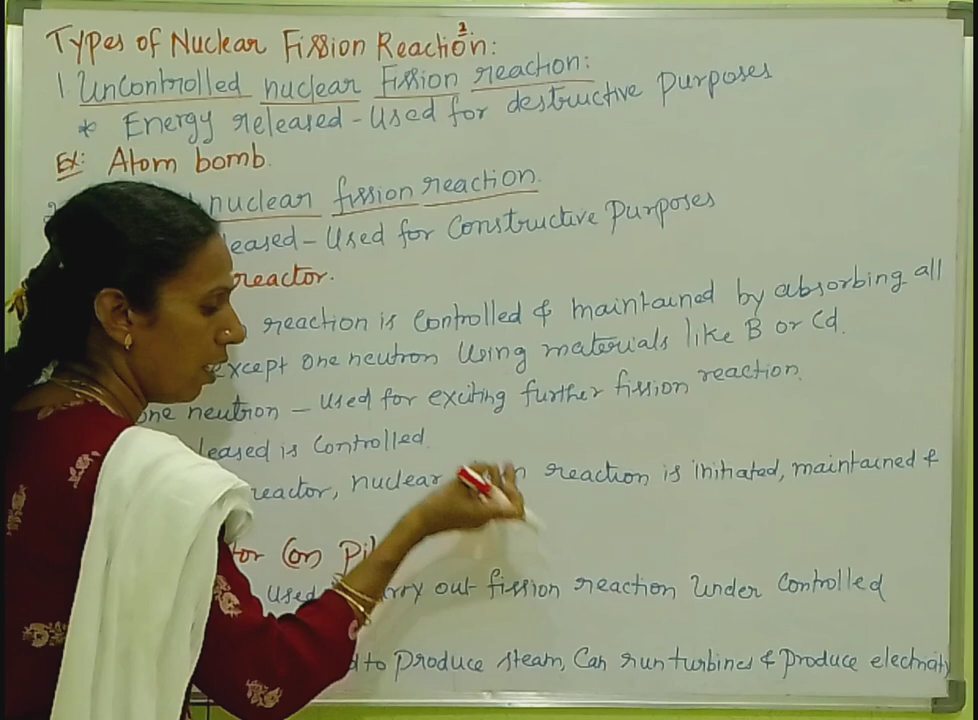 Types of Nuclear Fission Reaction:
2.
1 Uncontrolled nuclear Fission reaction:
* Energy released - Used for destructive Purposes
Ex: Atom bomb.
nuclear fission reaction.
leased - Used for Constructive Purposes
reactor.
reaction is Controlled & maintained by absorbing all
except one neutron Using materials like B or Cd.
one neutron - Used for exciting further fission reaction.
leased is Controlled.
reactor, nuclear n reaction is initiated, maintained &
tor (or) Pil
used rry out fission reaction Under Controlled
d to Produce steam, Can run turbines & Produce electricity